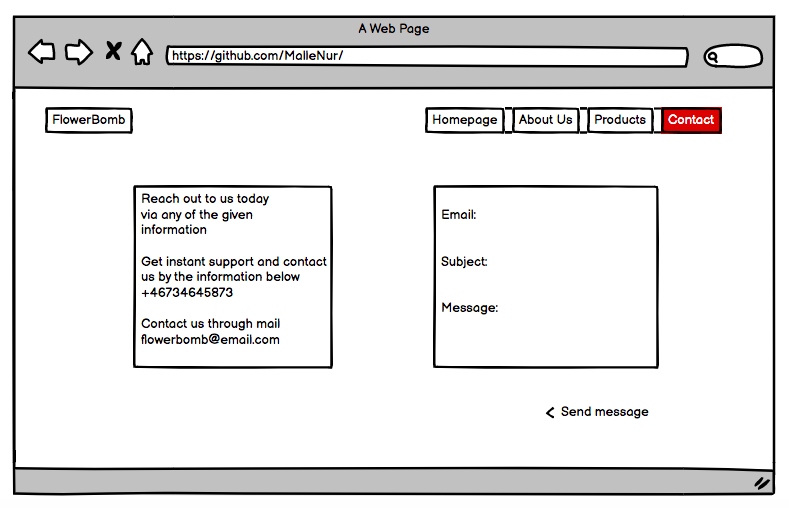 A Web Page
https://github.com/MalleNur/
FlowerBomb
Homepage
About Us
Products
Contact
Reach out to us today
via any of the given
information
Get instant support and contact
us by the information below
+46734645873
Contact us through mail
flowerbomb@email.com
Email:
Subject:
Message:
Send message